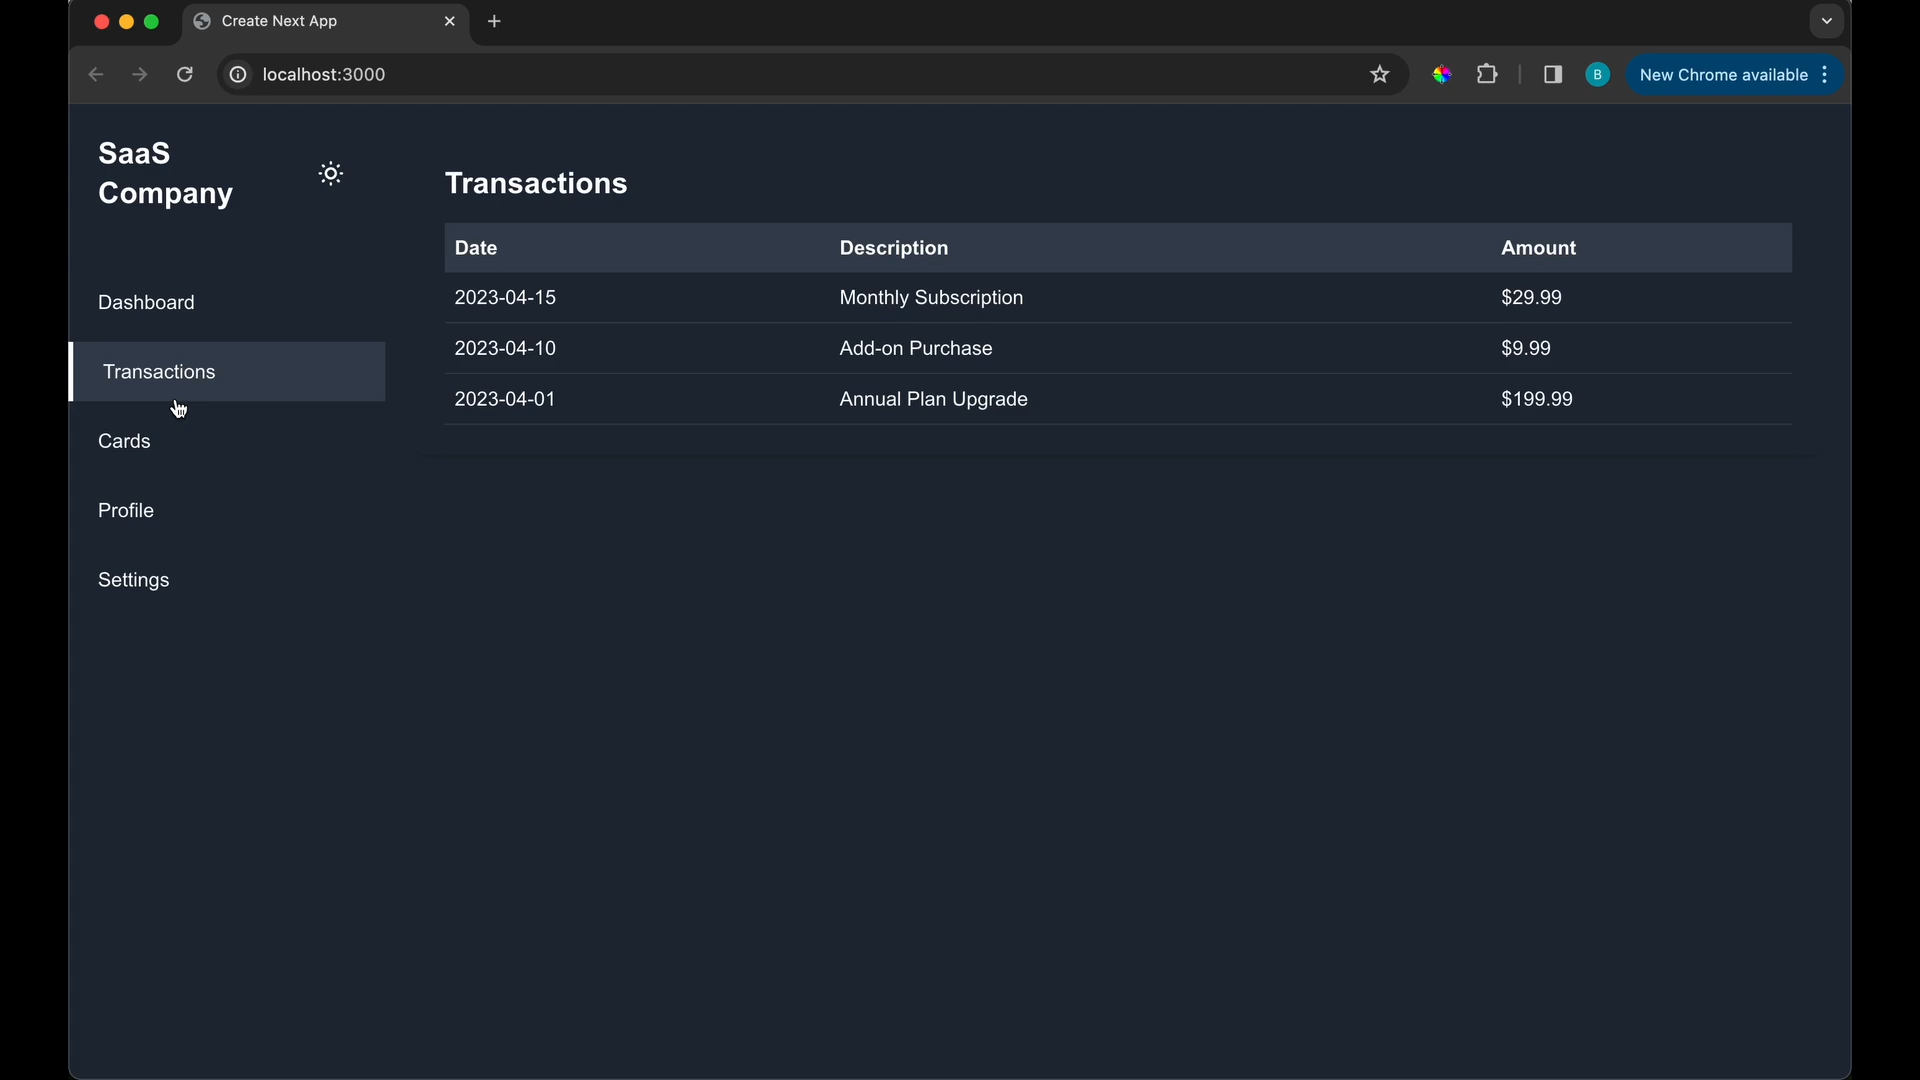 Create Next App
localhost:3000
B
New Chrome available
SaaS
Company
Dashboard
Transactions
Cards
Profile
Settings
Transactions
Date Description Amount
2023-04-15 Monthly Subscription $29.99
2023-04-10 Add-on Purchase $9.99
2023-04-01 Annual Plan Upgrade $199.99